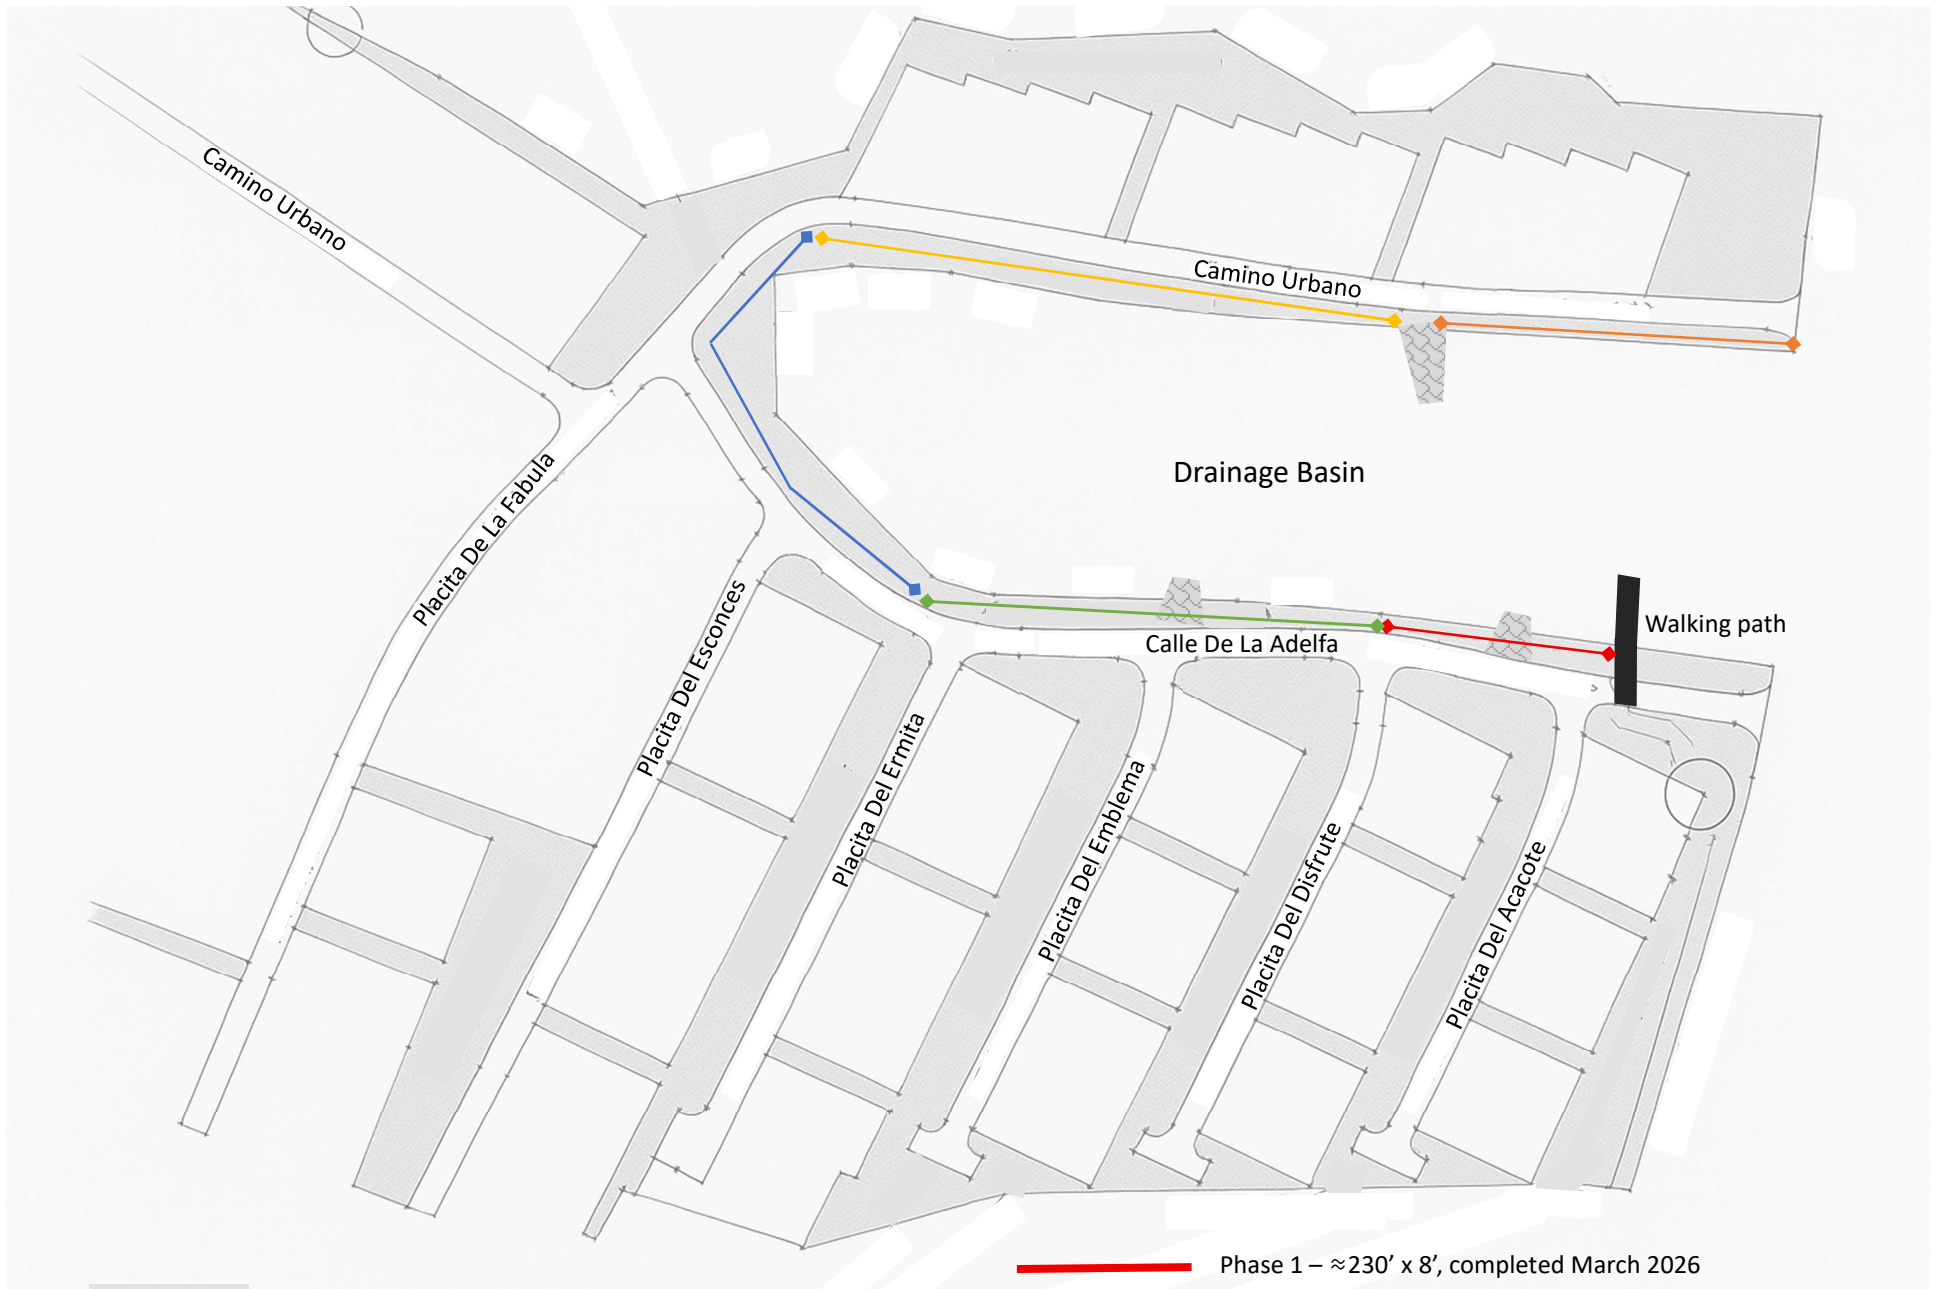 Camino Urbano
Camino Urbano
Placita De La Fabula
Drainage Basin
Placita Del Esconces
Calle De La Adelfa
Walking path
Placita Del Ermita
Placita Del Emblema
Placita Del Disfrute
Placita Del Acacote
Phase 1 – ≈230’ x 8’, completed March 2026